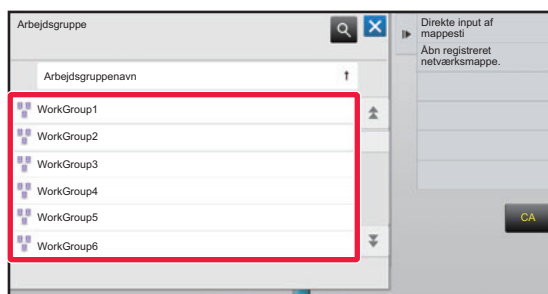 Arbejdsgruppe
Arbejdsgruppenavn
WorkGroup1
WorkGroup2
WorkGroup3
WorkGroup4
WorkGroup5
WorkGroup6
Direkte input af
mappesti
Åbn registreret
netværksmappe.
CA